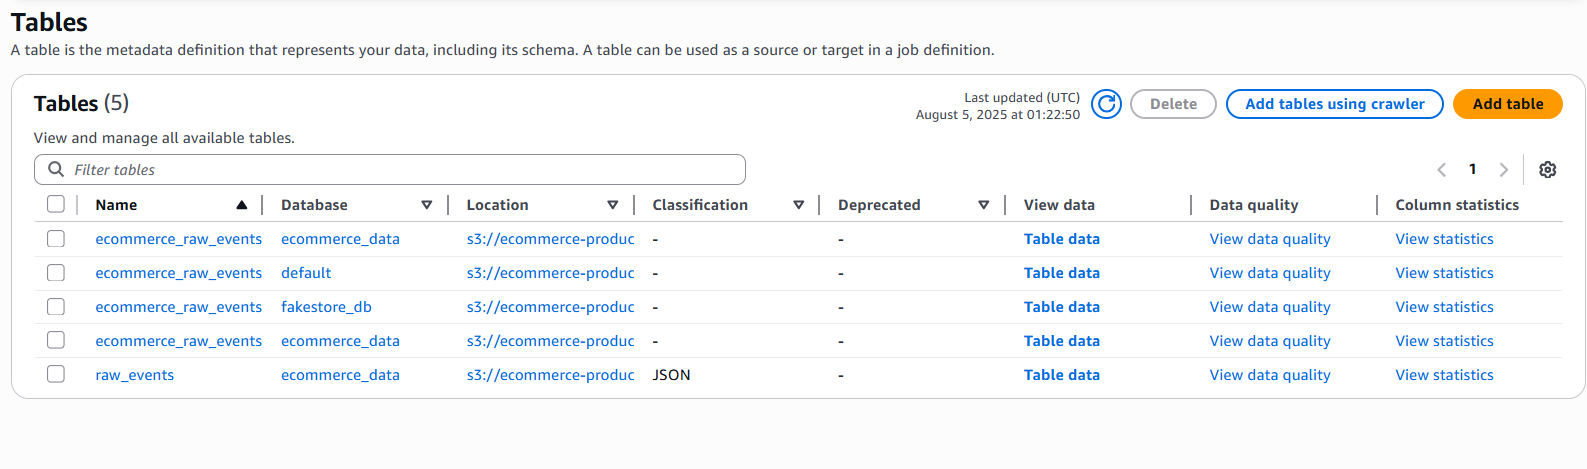 Tables
A table is the metadata definition that represents your data, including its schema. A table can be used as a source or target in a job definition.
Tables (5)
Last updated (UTC)
August 5, 2025 at 01:22:50
Delete
Add tables using crawler
Add table
View and manage all available tables.
Filter tables
1
Name Database Location Classification Deprecated View data Data quality Column statistics
ecommerce_raw_events ecommerce_data s3://ecommerce-produc - - Table data View data quality View statistics
ecommerce_raw_events default s3://ecommerce-produc - - Table data View data quality View statistics
ecommerce_raw_events fakestore_db s3://ecommerce-produc - - Table data View data quality View statistics
ecommerce_raw_events ecommerce_data s3://ecommerce-produc - - Table data View data quality View statistics
raw_events ecommerce_data s3://ecommerce-produc JSON - Table data View data quality View statistics